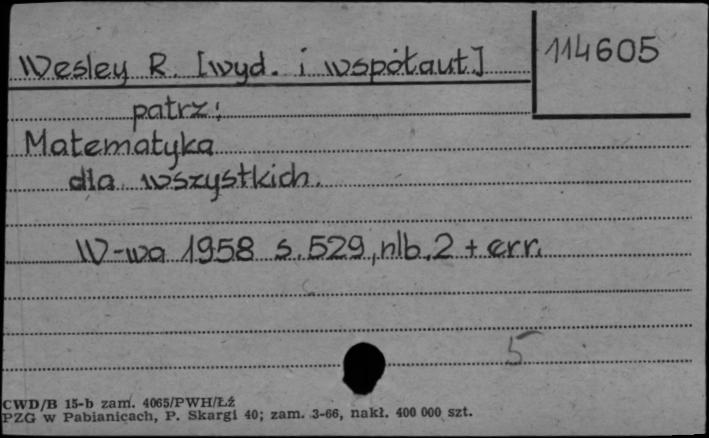 114605
Wesley R. [wyd. i współaut.]
patrz:
Matematyka
dla wszystkich.
W-wa 1958 s. 529, nlb. 2 + err.
5
CWD/B 15-b zam. 4065/PWH/Łź
PZG w Pabianicach, P. Skargi 40; zam. 3-66, nakł. 400 000 szt.